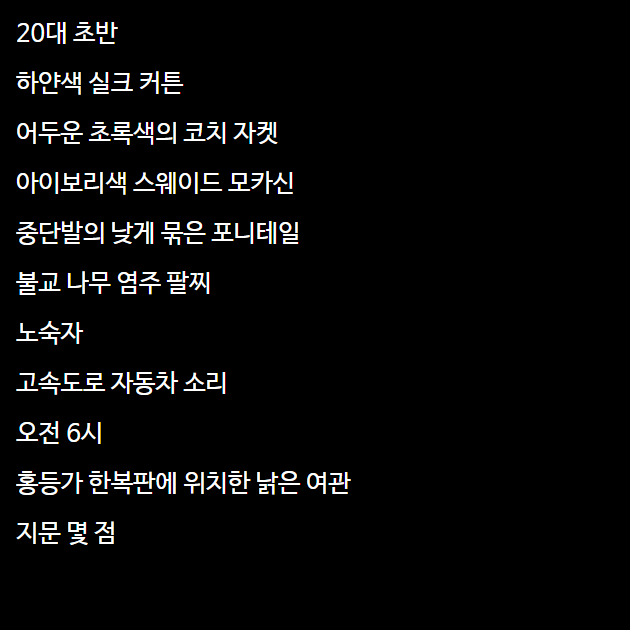 20대 초반
하얀색 실크 커튼
어두운 초록색의 코치 자켓
아이보리색 스웨이드 모카신
중단발의 낮게 묶은 포니테일
불교 나무 염주 팔찌
노숙자
고속도로 자동차 소리
오전 6시
홍등가 한복판에 위치한 낡은 여관
지문 몇 점